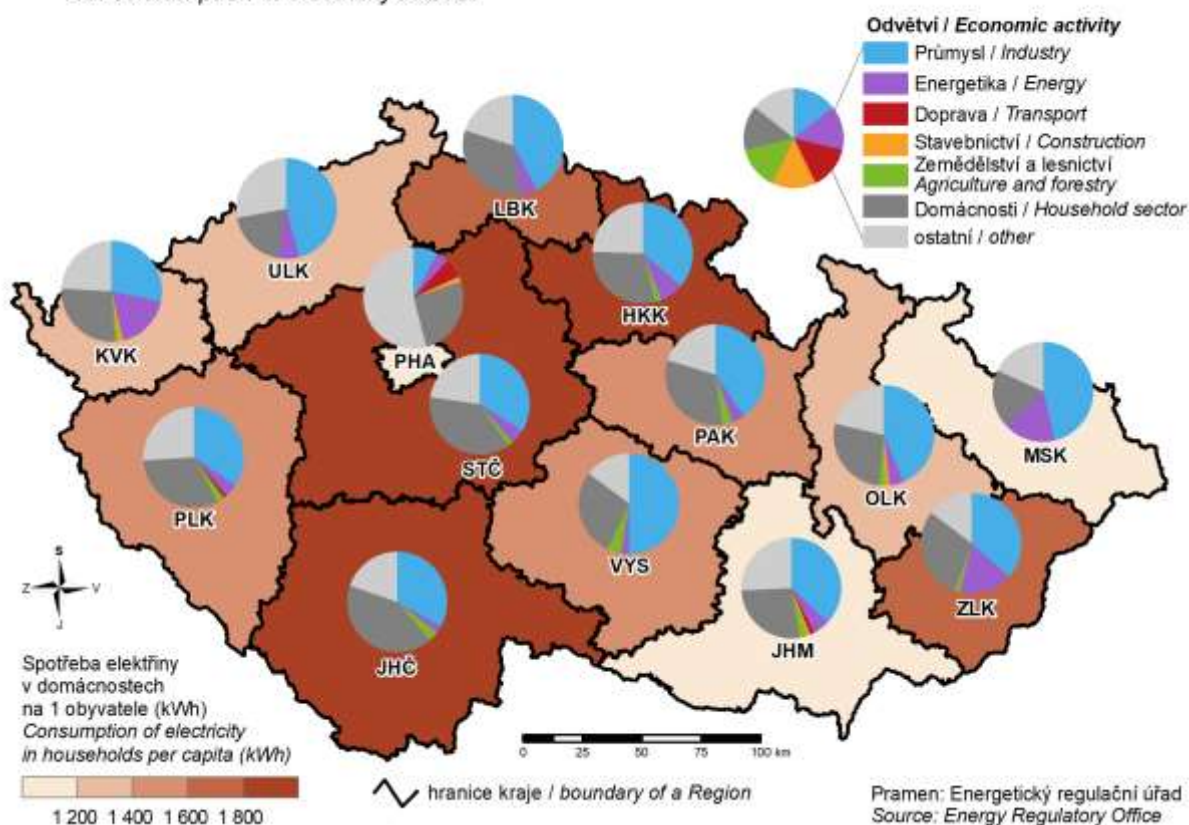 Odvětví / Economic activity
Průmysl / Industry
Energetika / Energy
Doprava / Transport
Stavebnictví / Construction
Zemědělství a lesnictví
Agriculture and forestry
Domácnosti / Household sector
ostatní / other
LBK
ULK
HKK
KVK
PHA
PAK
MSK
STČ
OLK
PLK
VYS
ZLK
JHM
JHČ
S
Z V
J
Spotřeba elektřiny
v domácnostech
na 1 obyvatele (kWh)
Consumption of electricity
in households per capita (kWh)
1 200 1 400 1 600 1 800
0 25 50 75 100 km
hranice kraje / boundary of a Region
Pramen: Energetický regulační úřad
Source: Energy Regulatory Office